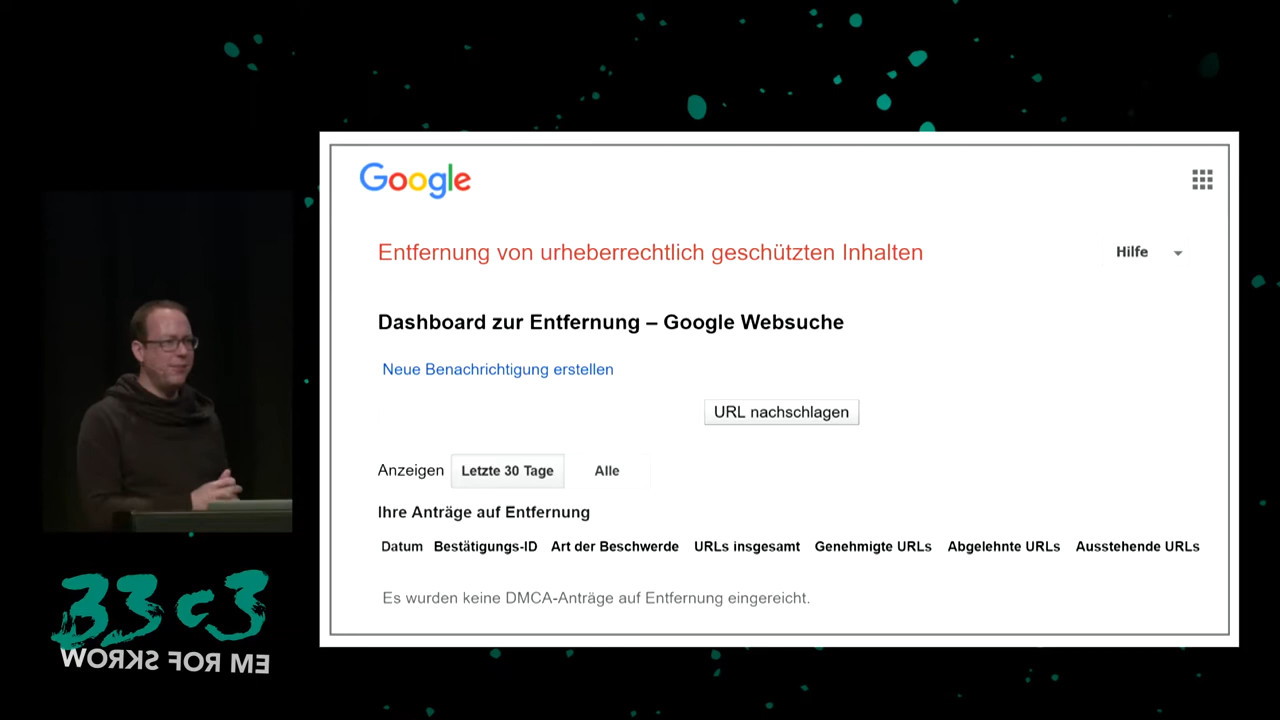 Google
Entfernung von urheberrechtlich geschützten Inhalten
Hilfe
Dashboard zur Entfernung – Google Websuche
Neue Benachrichtigung erstellen
URL nachschlagen
Anzeigen Letzte 30 Tage Alle
Ihre Anträge auf Entfernung
Datum Bestätigungs-ID Art der Beschwerde URLs insgesamt Genehmigte URLs Abgelehnte URLs Ausstehende URLs
Es wurden keine DMCA-Anträge auf Entfernung eingereicht.
33c3
WORKS FOR ME